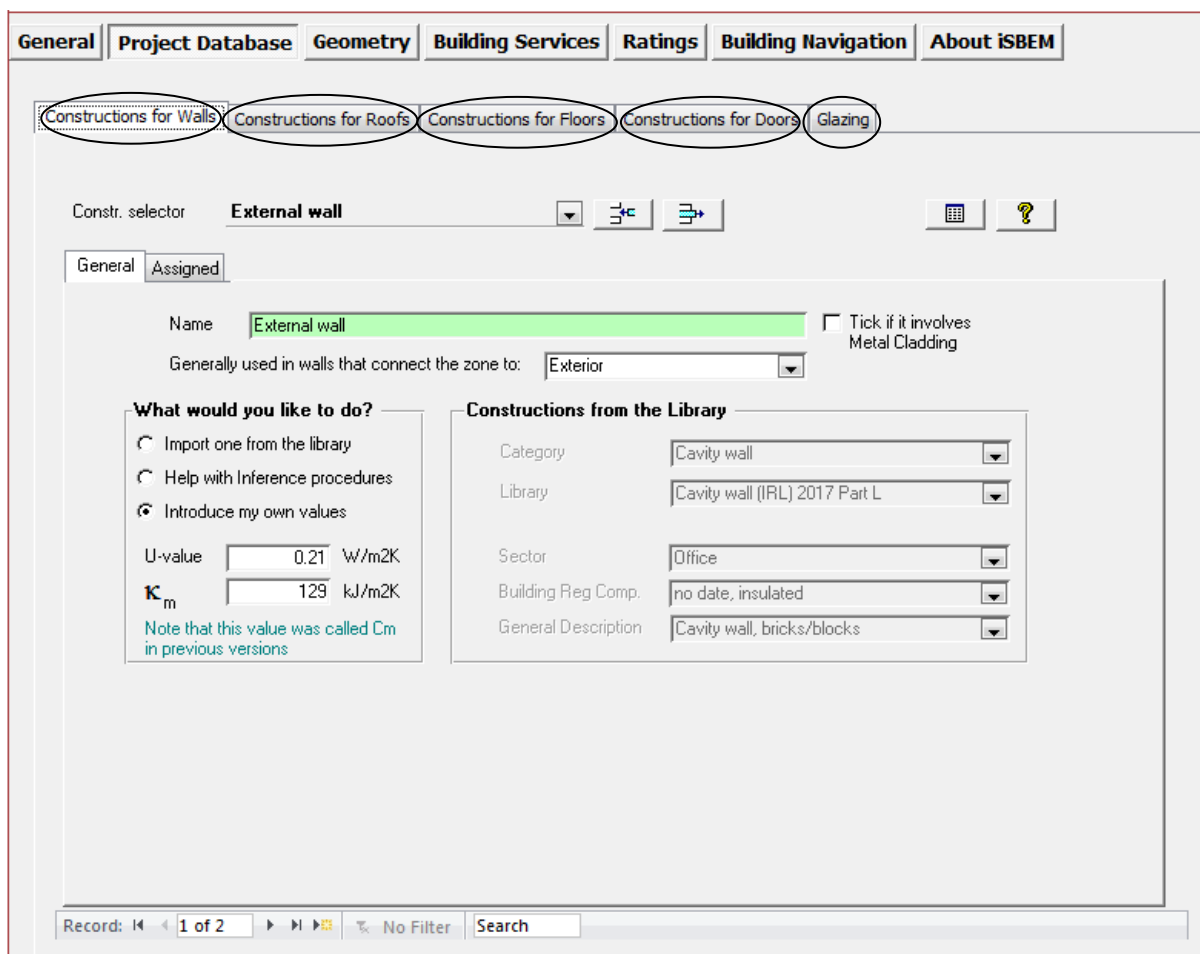 General Project Database Geometry Building Services Ratings Building Navigation About iSBEM
Constructions for Walls Constructions for Roofs Constructions for Floors Constructions for Doors Glazing
Constr. selector External wall
General Assigned
Name External wall Tick if it involves
Metal Cladding
Generally used in walls that connect the zone to: Exterior
What would you like to do? Constructions from the Library
Import one from the library
Category Cavity wall
Help with Inference procedures
Library Cavity wall (IRL) 2017 Part L
Introduce my own values
U-value 0.21 W/m2K
Sector Office
κm 129 kJ/m2K
Building Reg Comp. no date, insulated
Note that this value was called Cm
in previous versions
General Description Cavity wall, bricks/blocks
Record: 1 of 2 No Filter Search